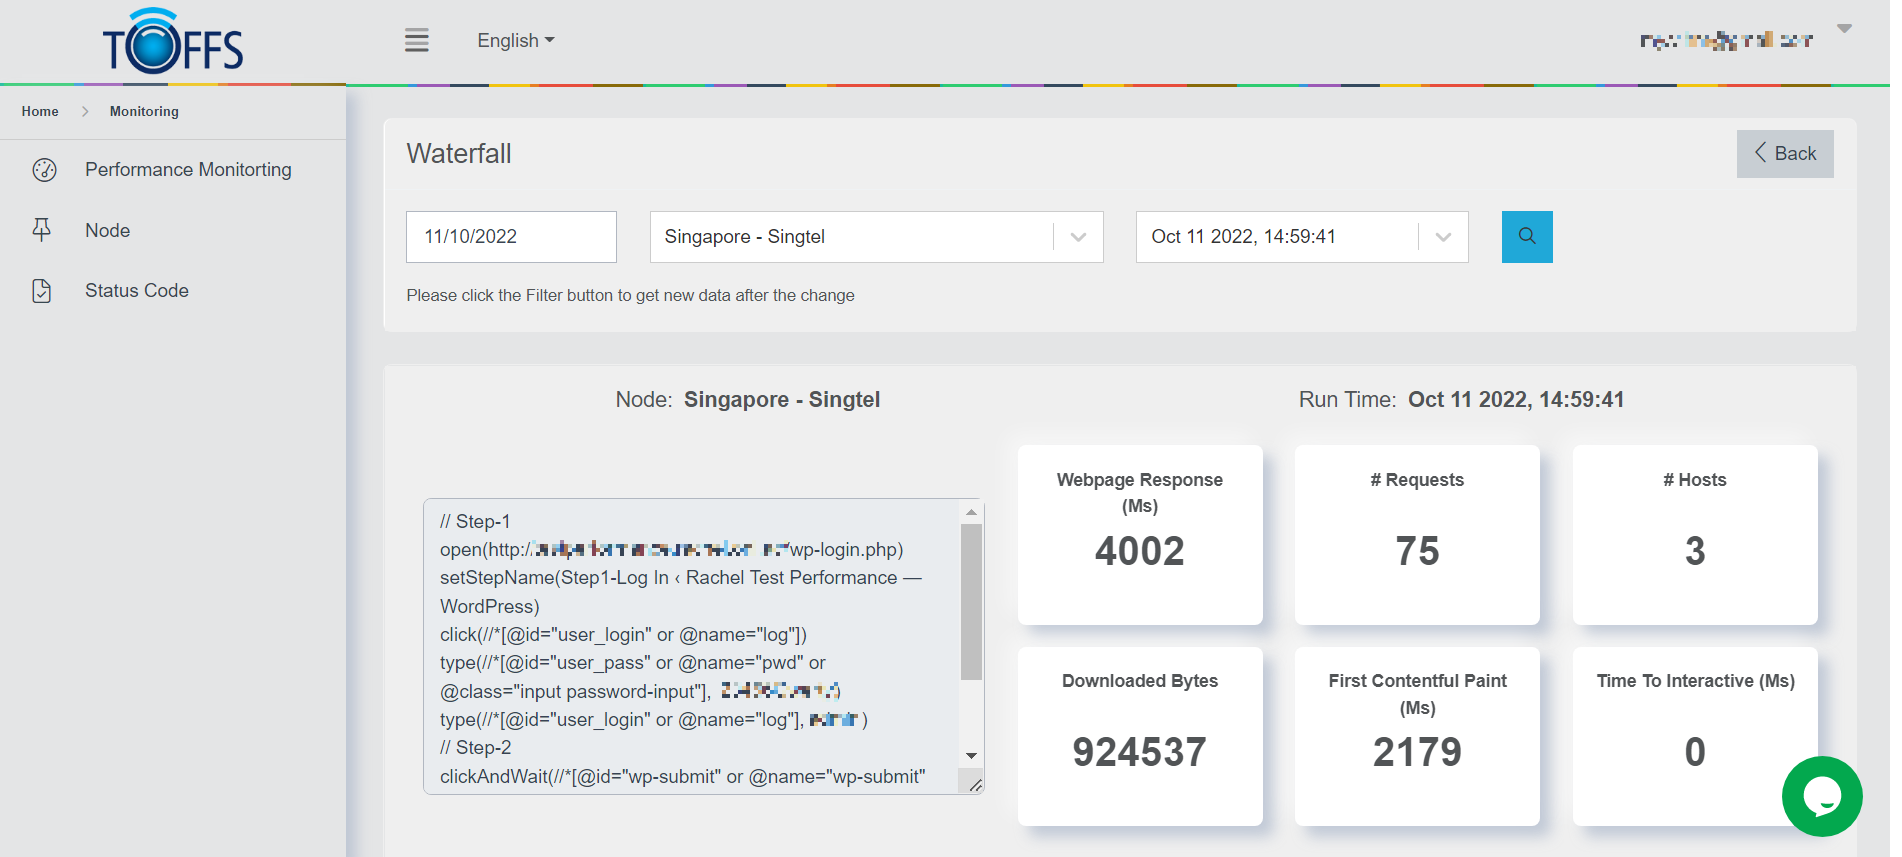 TOFFS
English
Home > Monitoring
Performance Monitorting
Node
Status Code
Waterfall
Back
11/10/2022
Singapore - Singtel
Oct 11 2022, 14:59:41
Please click the Filter button to get new data after the change
Node: Singapore - Singtel
Run Time: Oct 11 2022, 14:59:41
// Step-1
open(http:/ /wp-login.php)
setStepName(Step1-Log In ‹ Rachel Test Performance —
WordPress)
click(//*[@id="user_login" or @name="log"])
type(//*[@id="user_pass" or @name="pwd" or
@class="input password-input"], )
type(//*[@id="user_login" or @name="log"], )
// Step-2
clickAndWait(//*[@id="wp-submit" or @name="wp-submit"
Webpage Response
(Ms)
4002
# Requests
75
# Hosts
3
Downloaded Bytes
924537
First Contentful Paint
(Ms)
2179
Time To Interactive (Ms)
0